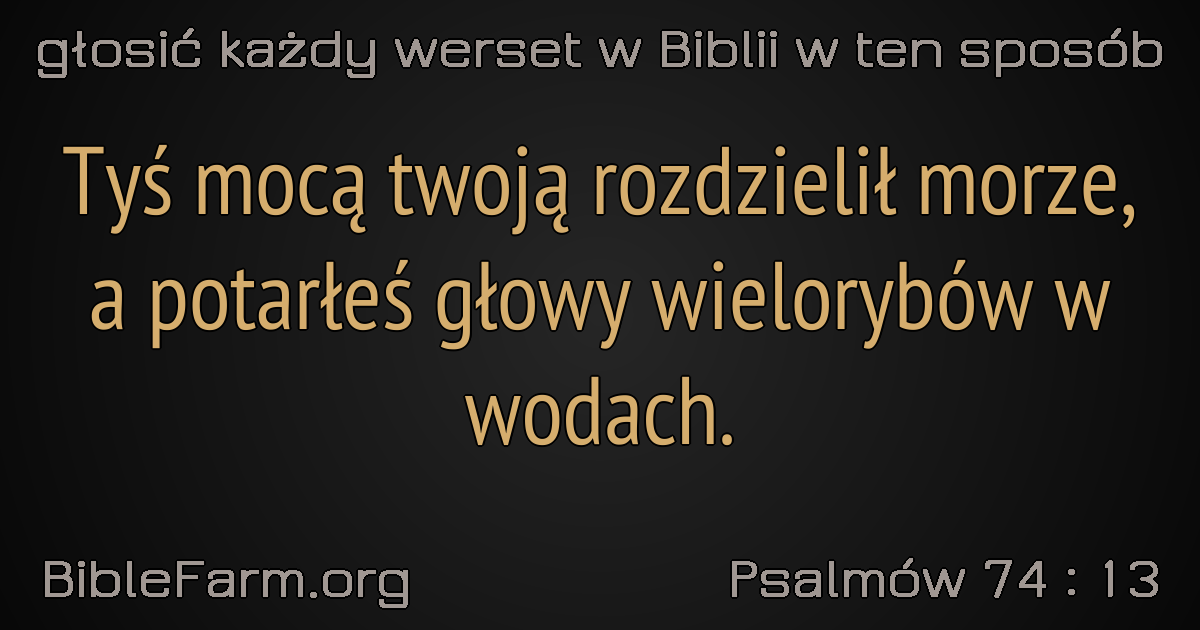 głosić każdy werset w Biblii w ten sposób
Tyś mocą twoją rozdzielił morze,
a potarłeś głowy wielorybów w
wodach.
BibleFarm.org
Psalmów 74 : 13